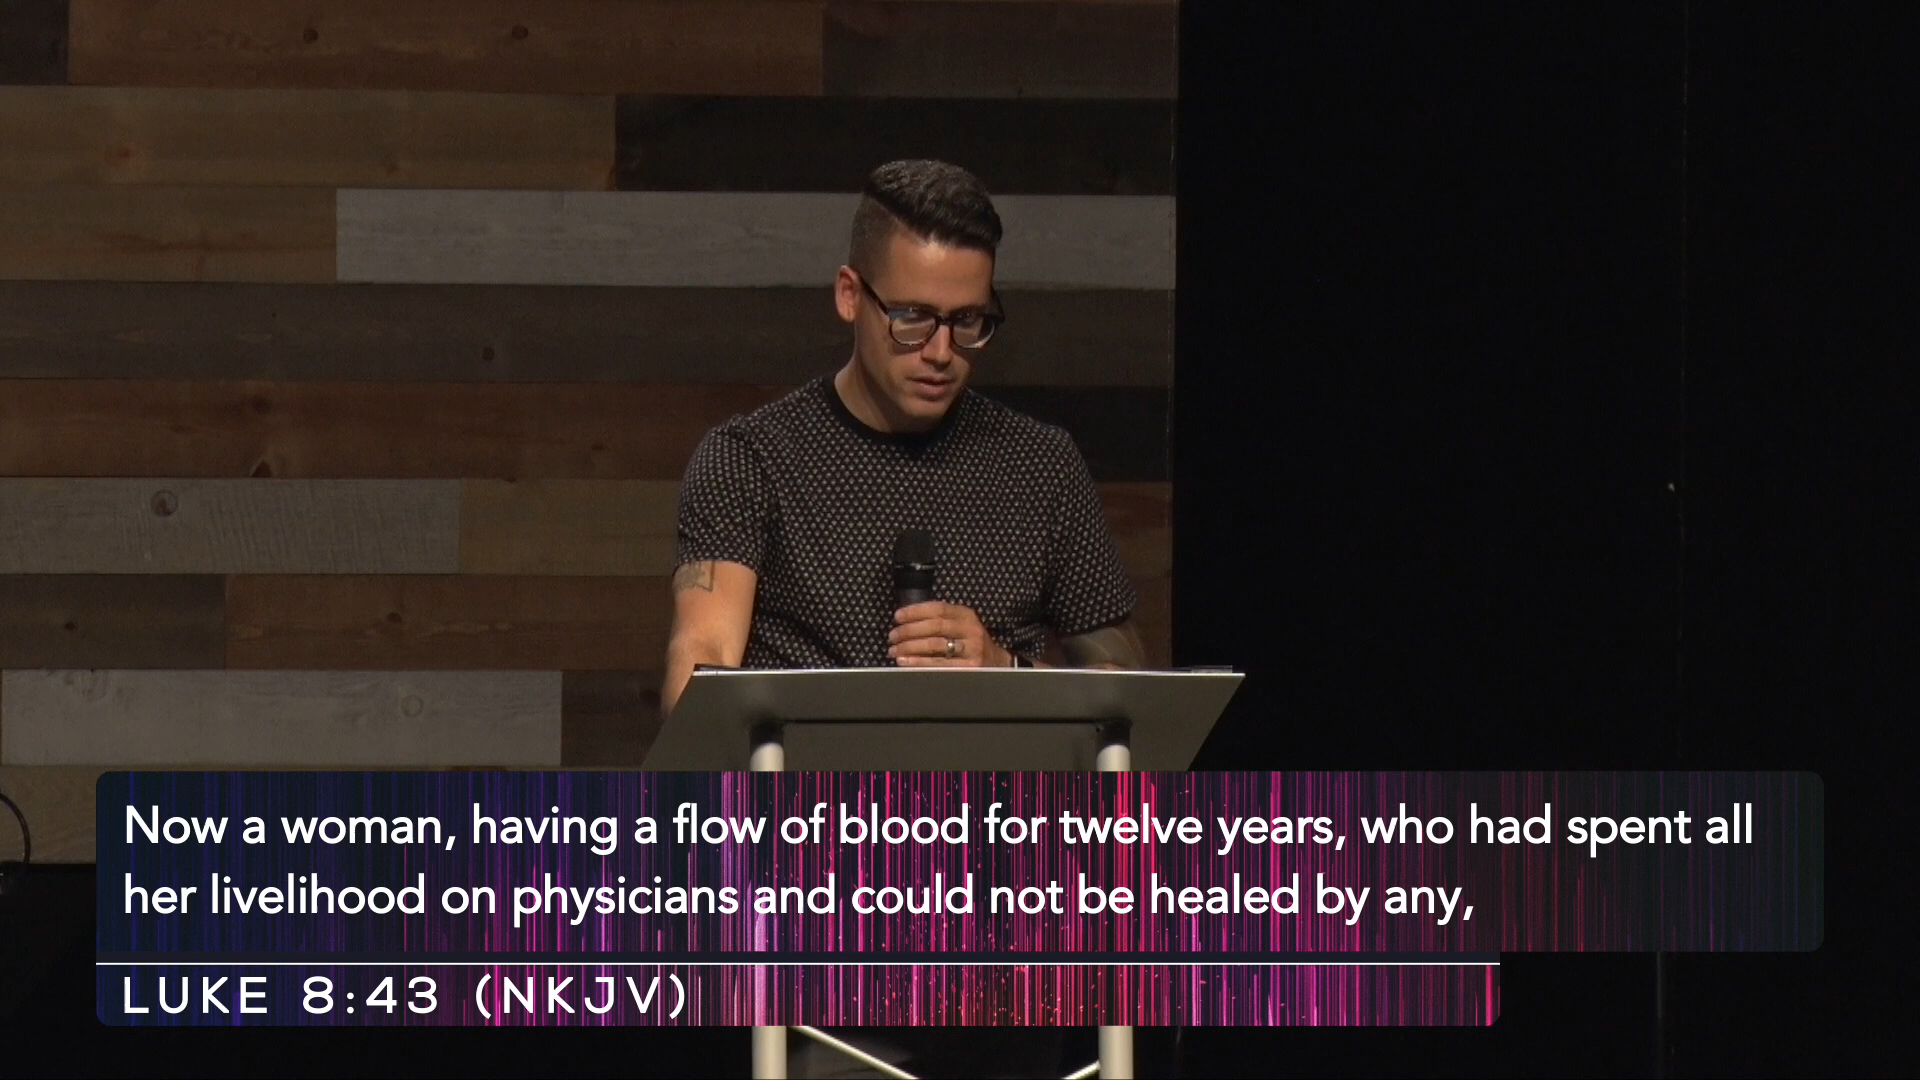 Now a woman, having a flow of blood for twelve years, who had spent all
her livelihood on physicians and could not be healed by any,
LUKE 8:43 (NKJV)